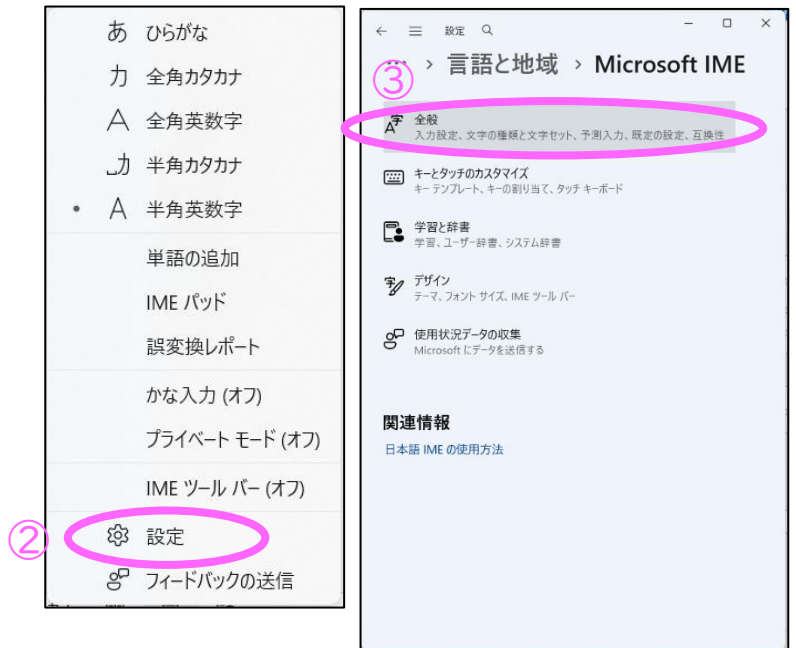 あ ひらがな
カ 全角カタカナ
A 全角英数字
_カ 半角カタカナ
• A 半角英数字
単語の追加
IME パッド
誤変換レポート
かな入力 (オフ)
プライベート モード (オフ)
IME ツール バー (オフ)
② 設定
フィードバックの送信
← 設定
… › 言語と地域 › Microsoft IME
③
全般
入力設定、文字の種類と文字セット、予測入力、既定の設定、互換性
キーとタッチのカスタマイズ
キー テンプレート、キーの割り当て、タッチ キーボード
学習と辞書
学習、ユーザー辞書、システム辞書
デザイン
テーマ、フォント サイズ、IME ツール バー
使用状況データの収集
Microsoft にデータを送信する
関連情報
日本語 IME の使用方法